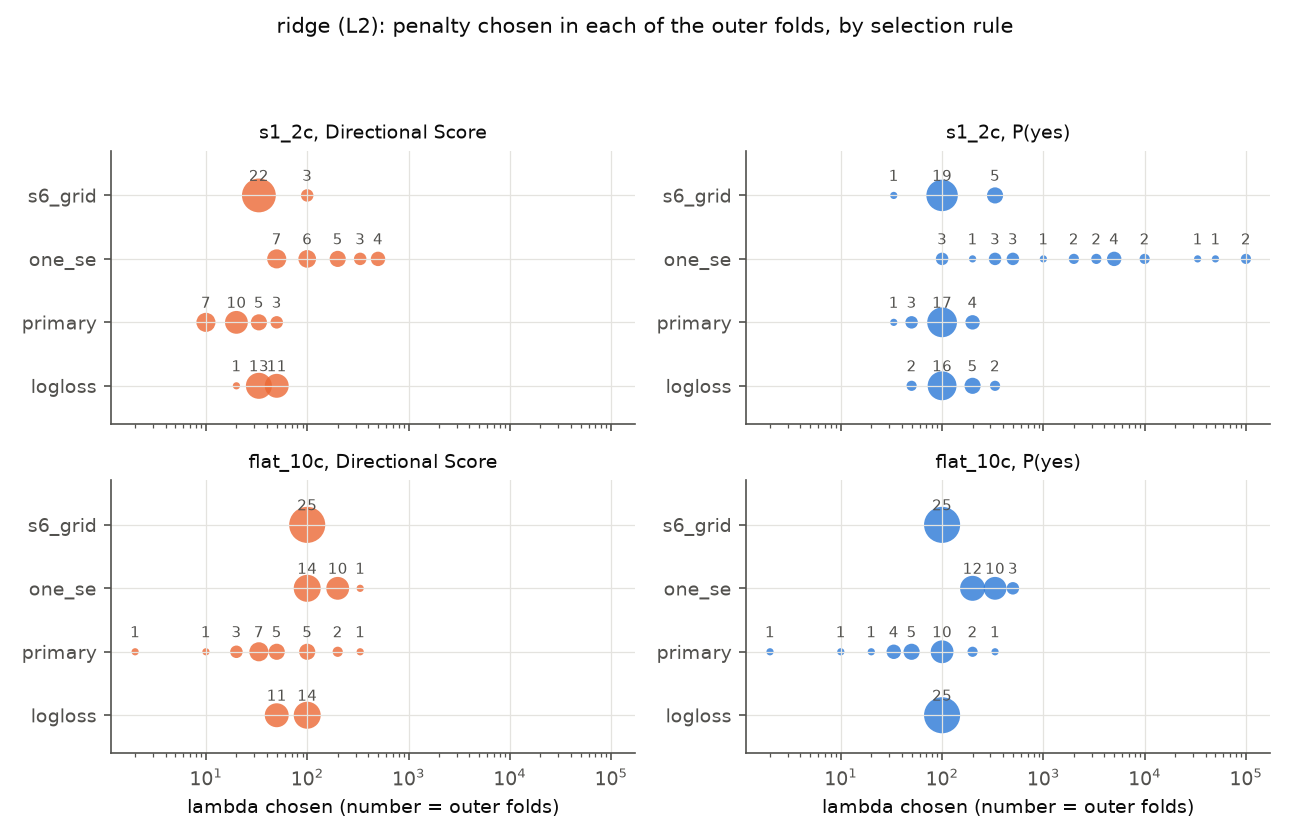 ridge (L2): penalty chosen in each of the outer folds, by selection rule
s1_2c, Directional Score
s6_grid
22 3
one_se
7 6 5 3 4
primary
7 10 5 3
logloss
1 13 11
s1_2c, P(yes)
s6_grid
1 19 5
one_se
3 1 3 3 1 2 2 4 2 1 1 2
primary
1 3 17 4
logloss
2 16 5 2
flat_10c, Directional Score
s6_grid
25
one_se
14 10 1
primary
1 1 3 7 5 5 2 1
logloss
11 14
10¹ 10² 10³ 10⁴ 10⁵
lambda chosen (number = outer folds)
flat_10c, P(yes)
s6_grid
25
one_se
12 10 3
primary
1 1 1 4 5 10 2 1
logloss
25
10¹ 10² 10³ 10⁴ 10⁵
lambda chosen (number = outer folds)